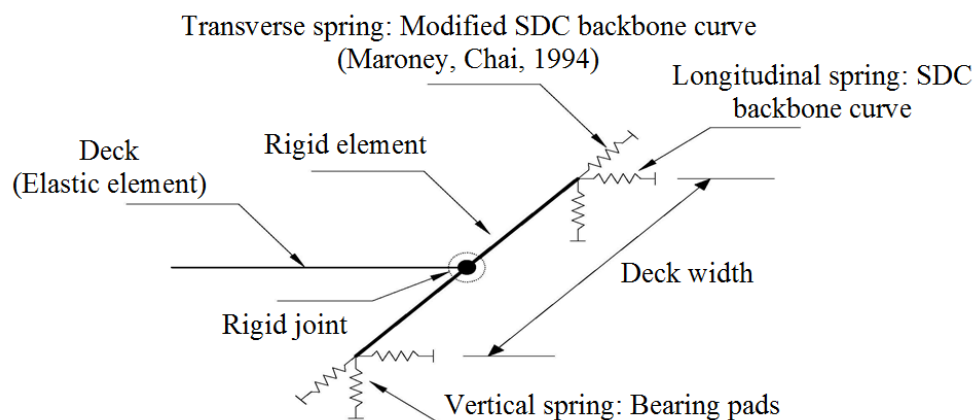 Transverse spring: Modified SDC backbone curve
(Maroney, Chai, 1994)
Longitudinal spring: SDC
backbone curve
Rigid element
Deck
(Elastic element)
Deck width
Rigid joint
Vertical spring: Bearing pads